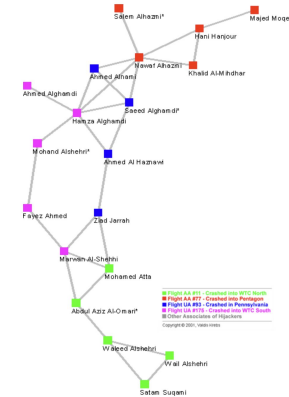 Salem Alhazmi*
Majed Moqed
Hani Hanjour
Nawaf Alhazmi
Khalid Al-Mihdhar
Ahmed Alnami
Ahmed Alghamdi
Saeed Alghamdi*
Hamza Alghamdi
Mohand Alshehri*
Ahmed Al Haznawi
Fayez Ahmed
Ziad Jarrah
Marwan Al-Shehhi
Mohamed Atta
Abdul Aziz Al-Omari*
Waleed Alshehri
Wail Alshehri
Satam Suqami
Flight AA #11 - Crashed into WTC North
Flight AA #77 - Crashed into Pentagon
Flight UA #93 - Crashed in Pennsylvania
Flight UA #175 - Crashed into WTC South
Other Associates of Hijackers
Copyright © 2001, Valdis Krebs